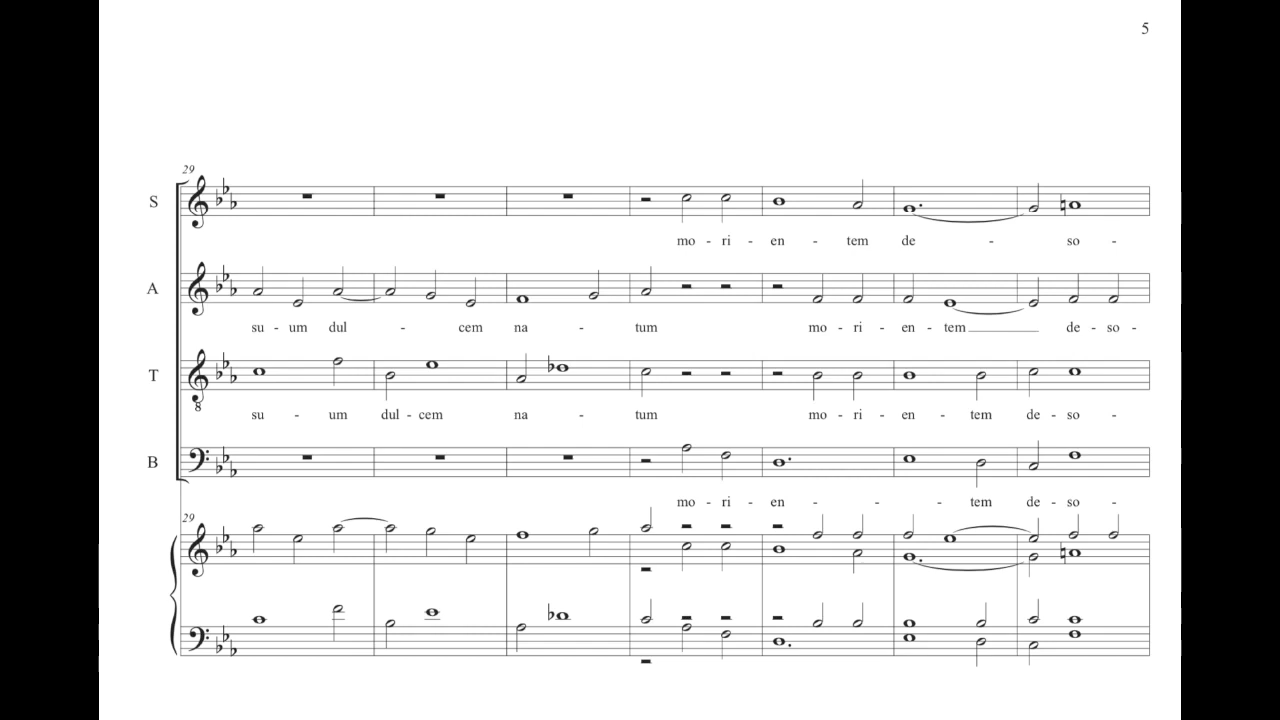 5
29
S
mo - ri - en - tem de - so -
A
su - um dul - cem na - tum mo - ri - en - tem de - so -
T
8
su - um dul - cem na - tum mo - ri - en - tem de - so -
B
mo - ri - en - - - tem de - so -
29